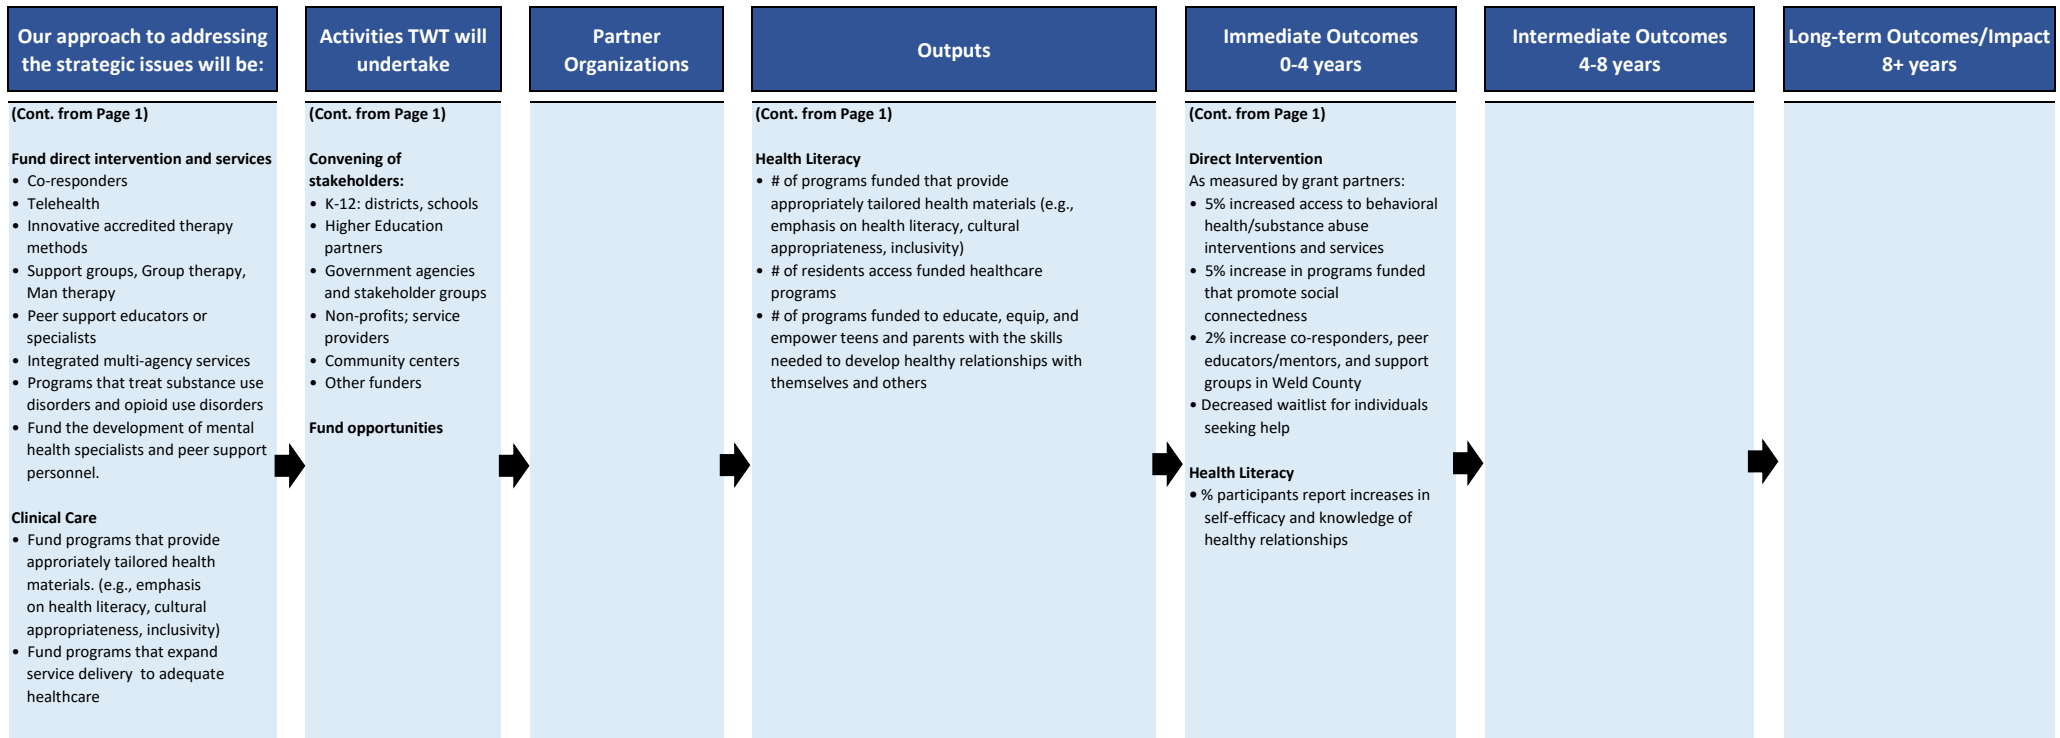 Our approach to addressing
the strategic issues will be:
Activities TWT will
undertake
Partner
Organizations
Outputs
Immediate Outcomes
0-4 years
Intermediate Outcomes
4-8 years
Long-term Outcomes/Impact
8+ years
(Cont. from Page 1)
Fund direct intervention and services
• Co-responders
• Telehealth
• Innovative accredited therapy
methods
• Support groups, Group therapy,
Man therapy
• Peer support educators or
specialists
• Integrated multi-agency services
• Programs that treat substance use
disorders and opioid use disorders
• Fund the development of mental
health specialists and peer support
personnel.
Clinical Care
• Fund programs that provide
approriately tailored health
materials. (e.g., emphasis
on health literacy, cultural
appropriateness, inclusivity)
• Fund programs that expand
service delivery to adequate
healthcare
(Cont. from Page 1)
Convening of
stakeholders:
• K-12: districts, schools
• Higher Education
partners
• Government agencies
and stakeholder groups
• Non-profits; service
providers
• Community centers
• Other funders
Fund opportunities
(Cont. from Page 1)
Health Literacy
• # of programs funded that provide
appropriately tailored health materials (e.g.,
emphasis on health literacy, cultural
appropriateness, inclusivity)
• # of residents access funded healthcare
programs
• # of programs funded to educate, equip, and
empower teens and parents with the skills
needed to develop healthy relationships with
themselves and others
(Cont. from Page 1)
Direct Intervention
As measured by grant partners:
• 5% increased access to behavioral
health/substance abuse
interventions and services
• 5% increase in programs funded
that promote social
connectedness
• 2% increase co-responders, peer
educators/mentors, and support
groups in Weld County
• Decreased waitlist for individuals
seeking help
Health Literacy
• % participants report increases in
self-efficacy and knowledge of
healthy relationships